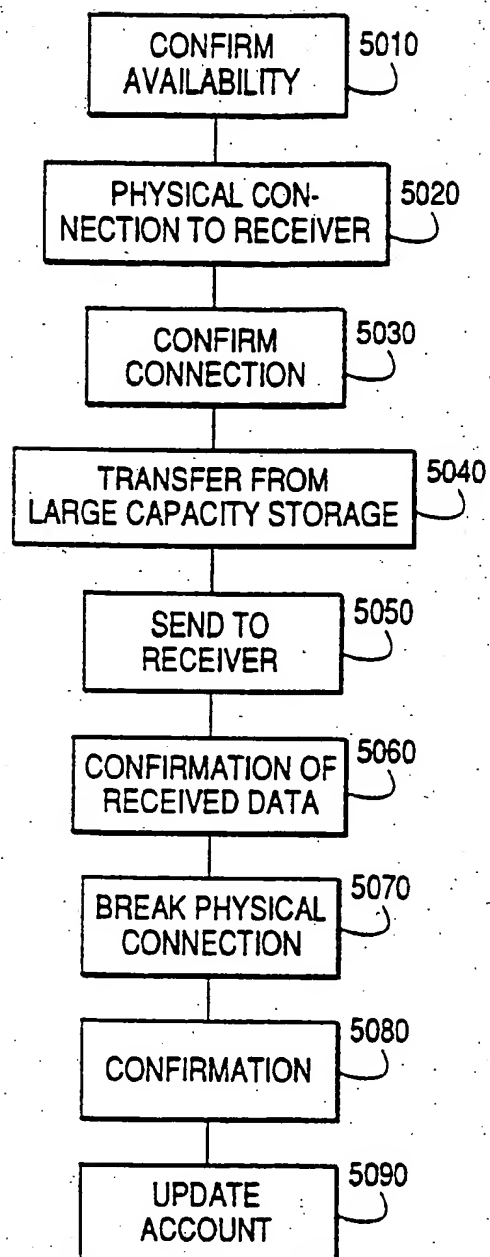 CONFIRM
AVAILABILITY
5010
PHYSICAL CON-
NECTION TO RECEIVER
5020
CONFIRM
CONNECTION
5030
TRANSFER FROM
LARGE CAPACITY STORAGE
5040
SEND TO
RECEIVER
5050
CONFIRMATION OF
RECEIVED DATA
5060
BREAK PHYSICAL
CONNECTION
5070
CONFIRMATION
5080
UPDATE
ACCOUNT
5090